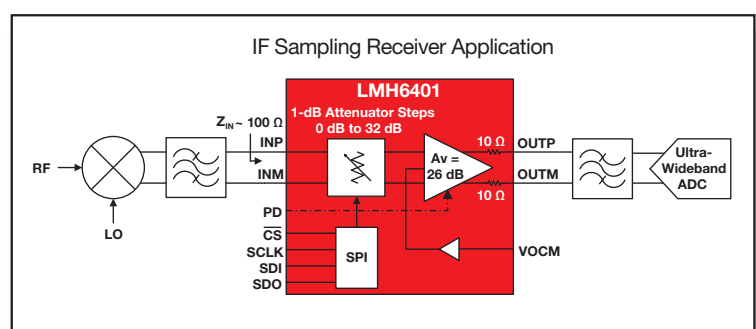 IF Sampling Receiver Application
LMH6401
1-dB Attenuator Steps
0 dB to 32 dB
Z_IN ~ 100 Ω
INP
INM
RF
LO
PD
CS
SCLK
SDI
SDO
SPI
Av =
26 dB
10 Ω
10 Ω
OUTP
OUTM
VOCM
Ultra-
Wideband
ADC